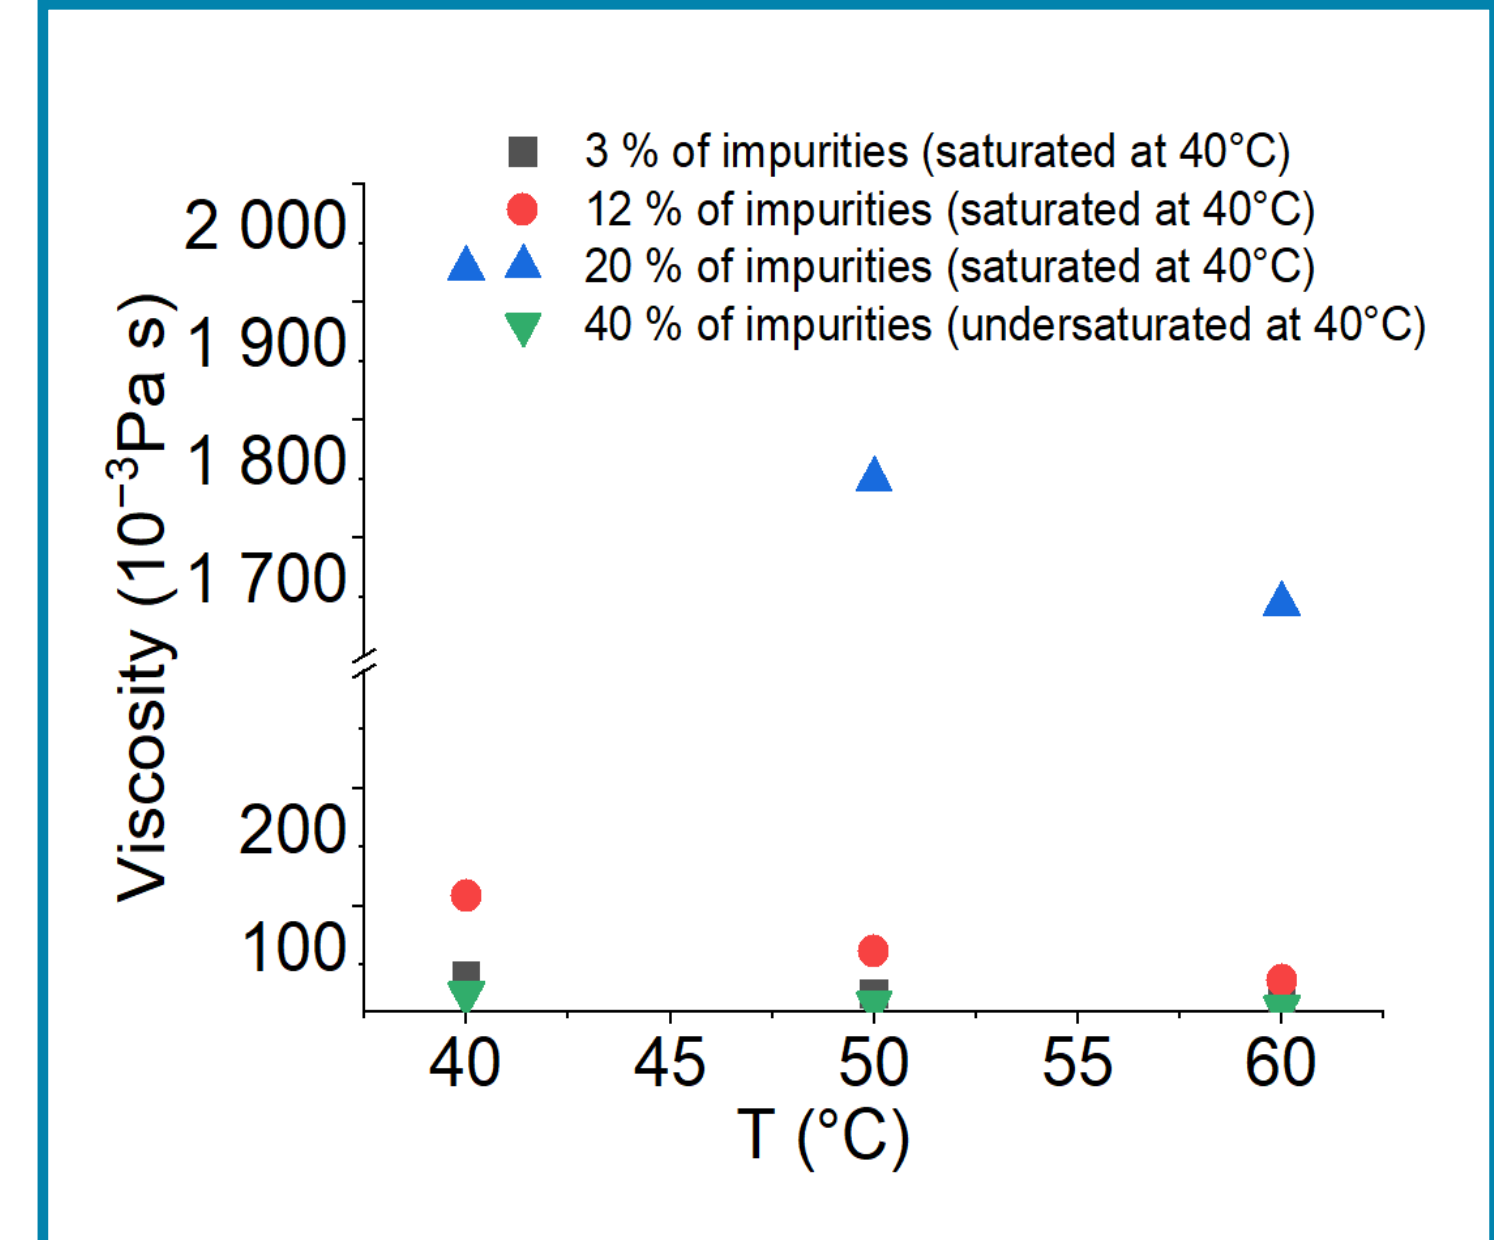 3 % of impurities (saturated at 40°C)
12 % of impurities (saturated at 40°C)
20 % of impurities (saturated at 40°C)
40 % of impurities (undersaturated at 40°C)
Viscosity (10⁻³Pa s)
2 000
1 900
1 800
1 700
200
100
40 45 50 55 60
T (°C)